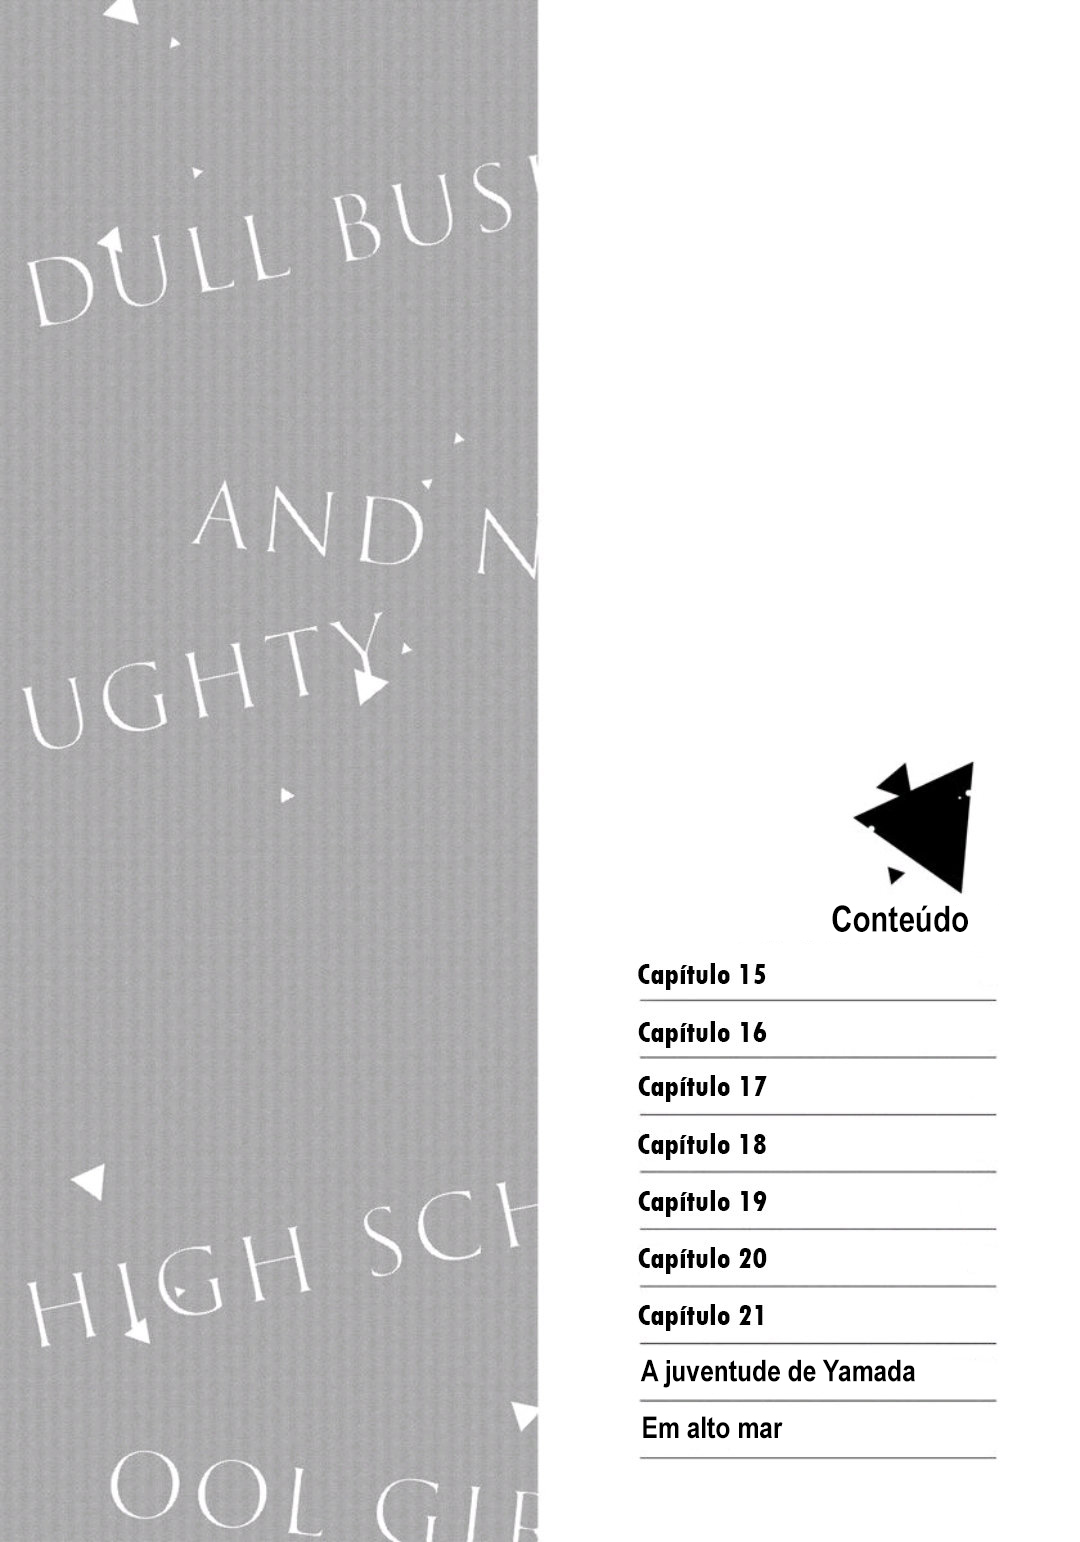 DULL BUSI
AND N
UGHTY
HIGH SCH
OOL GIR
Conteúdo
Capítulo 15
Capítulo 16
Capítulo 17
Capítulo 18
Capítulo 19
Capítulo 20
Capítulo 21
A juventude de Yamada
Em alto mar